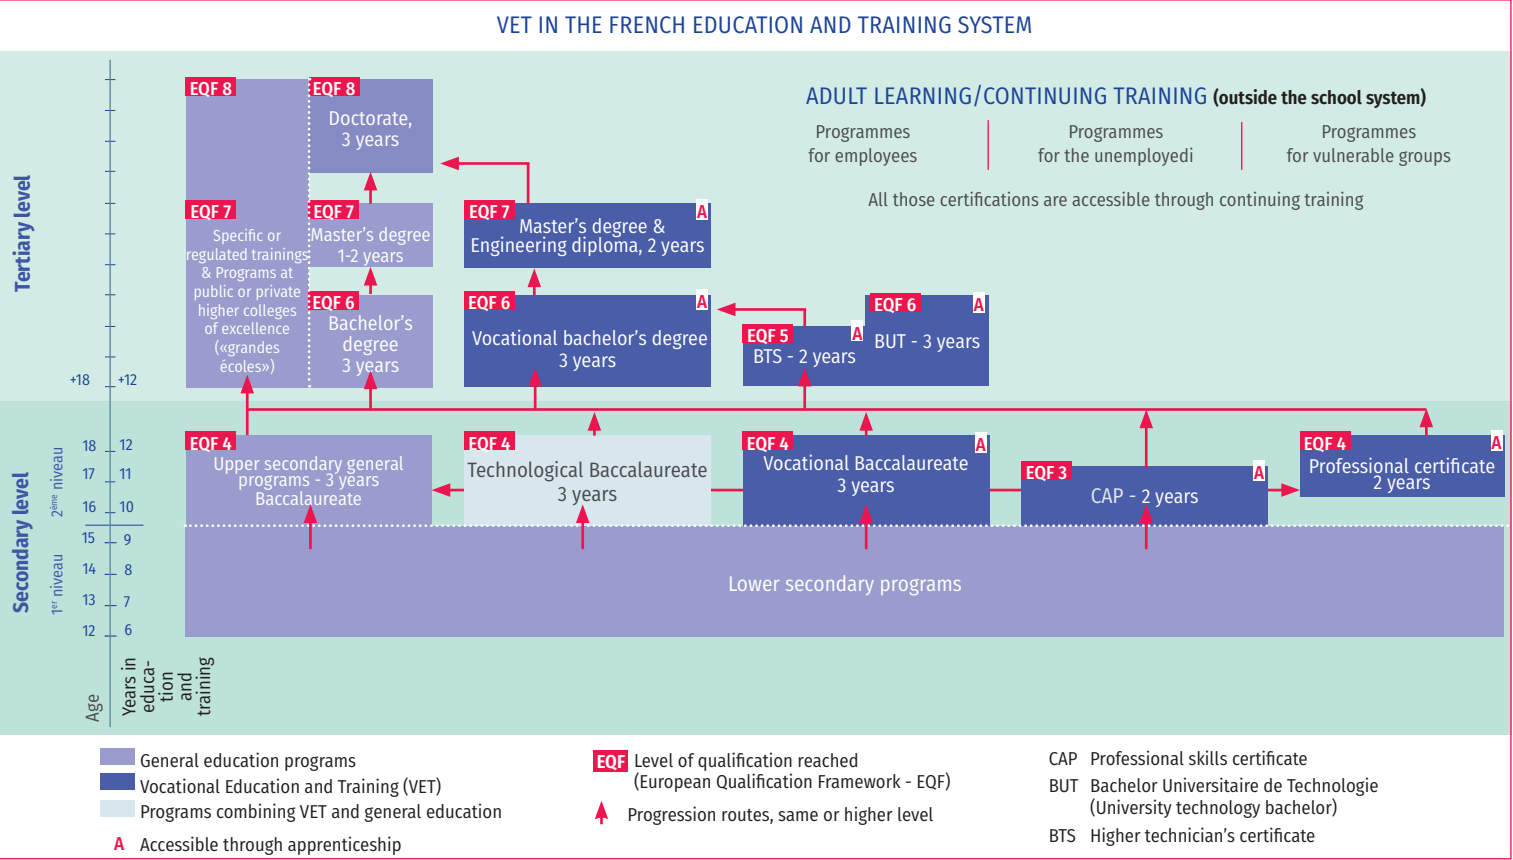 VET IN THE FRENCH EDUCATION AND TRAINING SYSTEM
ADULT LEARNING/CONTINUING TRAINING (outside the school system)
Programmes
for employees
Programmes
for the unemployedi
Programmes
for vulnerable groups
All those certifications are accessible through continuing training
Tertiary level
EQF 8
EQF 7
Specific or
regulated trainings
& Programs at
public or private
higher colleges
of excellence
(«grandes
écoles»)
EQF 8
Doctorate,
3 years
EQF 7
Master's degree
1-2 years
EQF 6
Bachelor's
degree
3 years
EQF 7
A
Master's degree &
Engineering diploma, 2 years
EQF 6
A
Vocational bachelor's degree
3 years
EQF 5
A
BTS - 2 years
EQF 6
A
BUT - 3 years
+18
+12
Secondary level
2ème niveau
1er niveau
18 12
17 11
16 10
15 9
14 8
13 7
12 6
Age
Years in
educa-
tion
and
training
EQF 4
Upper secondary general
programs - 3 years
Baccalaureate
EQF 4
Technological Baccalaureate
3 years
EQF 4
A
Vocational Baccalaureate
3 years
EQF 3
A
CAP - 2 years
EQF 4
A
Professional certificate
2 years
Lower secondary programs
General education programs
Vocational Education and Training (VET)
Programs combining VET and general education
A Accessible through apprenticeship
EQF Level of qualification reached
(European Qualification Framework - EQF)
Progression routes, same or higher level
CAP Professional skills certificate
BUT Bachelor Universitaire de Technologie
(University technology bachelor)
BTS Higher technician's certificate